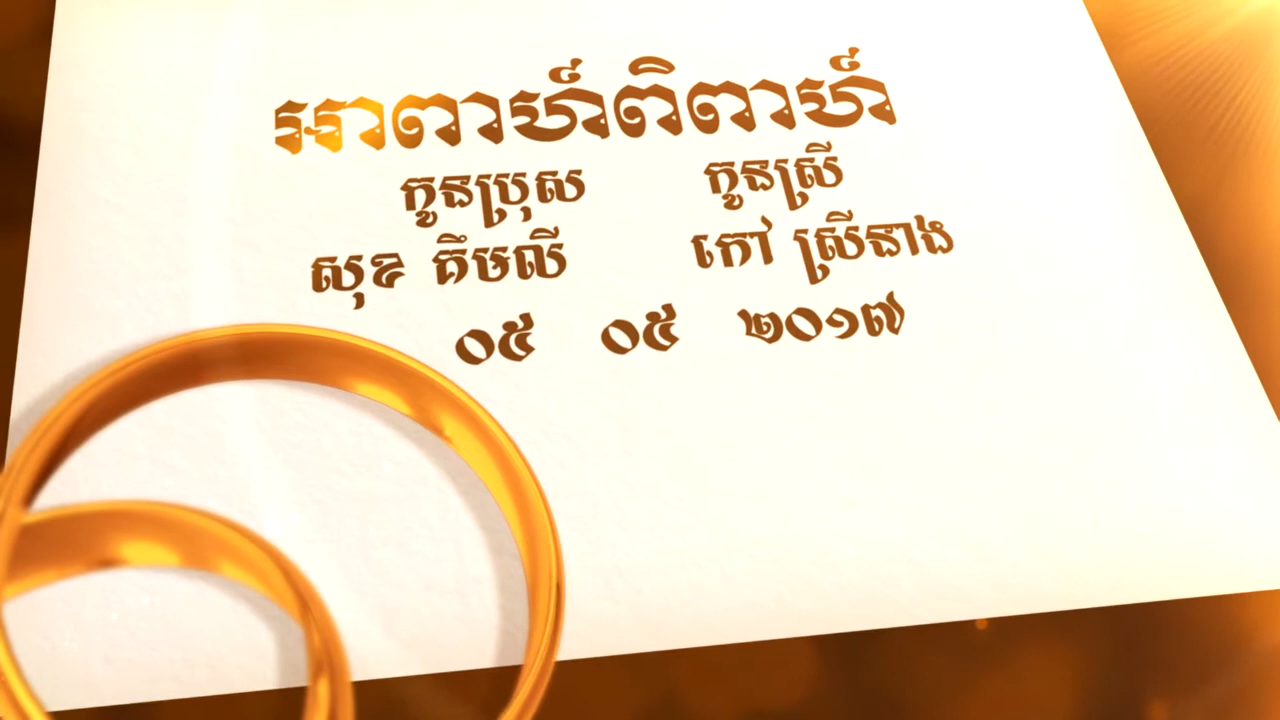 អាពាហ៍ពិពាហ៍
កូនប្រុស កូនស្រី
សុខ គឹមលី កៅ ស្រីនាង
០៥ ០៥ ២០១៧